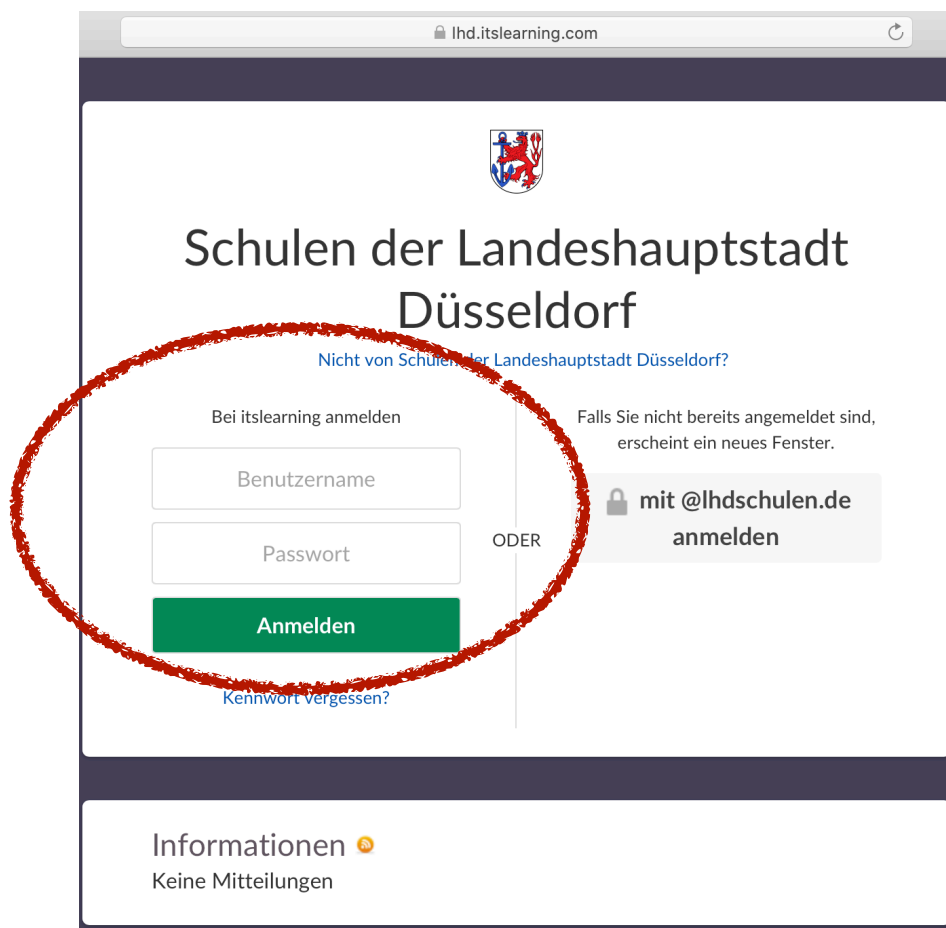 lhd.itslearning.com
Schulen der Landeshauptstadt
Düsseldorf
Nicht von Schulen der Landeshauptstadt Düsseldorf?
Bei itslearning anmelden
Benutzername
Passwort
Anmelden
Kennwort vergessen?
ODER
Falls Sie nicht bereits angemeldet sind,
erscheint ein neues Fenster.
mit @lhdschulen.de
anmelden
Informationen
Keine Mitteilungen